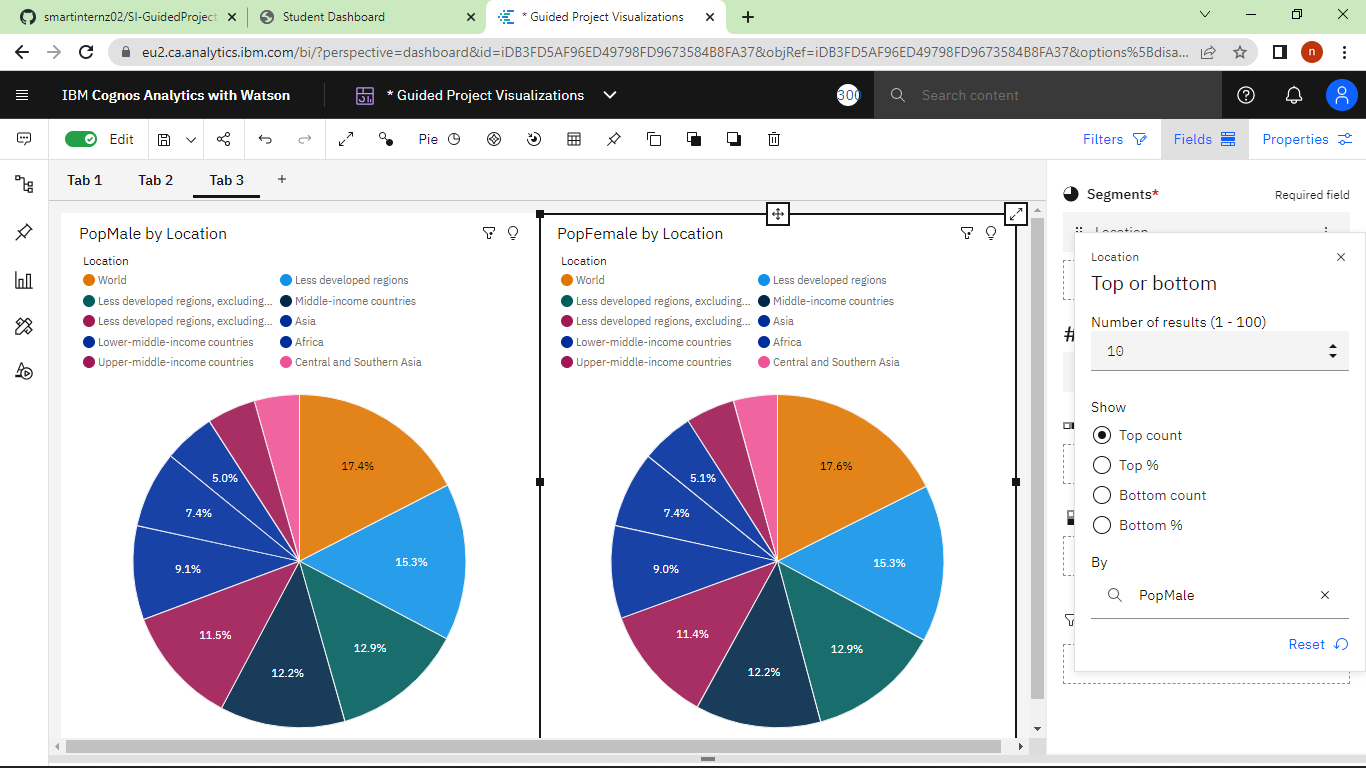 smartinternz02/SI-GuidedProject
Student Dashboard
* Guided Project Visualizations
eu2.ca.analytics.ibm.com/bi/?perspective=dashboard&id=iDB3FD5AF96ED49798FD9673584B8FA37&objRef=iDB3FD5AF96ED49798FD9673584B8FA37&options%5Bdisa...
n
IBM Cognos Analytics with Watson
* Guided Project Visualizations
300
Search content
Edit
Pie
Filters
Fields
Properties
Tab 1
Tab 2
Tab 3
Segments*
Required field
Location
PopMale by Location
Location
World
Less developed regions
Less developed regions, excluding...
Middle-income countries
Less developed regions, excluding...
Asia
Lower-middle-income countries
Africa
Upper-middle-income countries
Central and Southern Asia
17.4%
15.3%
12.9%
12.2%
11.5%
9.1%
7.4%
5.0%
PopFemale by Location
Location
World
Less developed regions
Less developed regions, excluding...
Middle-income countries
Less developed regions, excluding...
Asia
Lower-middle-income countries
Africa
Upper-middle-income countries
Central and Southern Asia
17.6%
15.3%
12.9%
12.2%
11.4%
9.0%
7.4%
5.1%
Location
Top or bottom
Number of results (1 - 100)
10
Show
Top count
Top %
Bottom count
Bottom %
By
PopMale
Reset